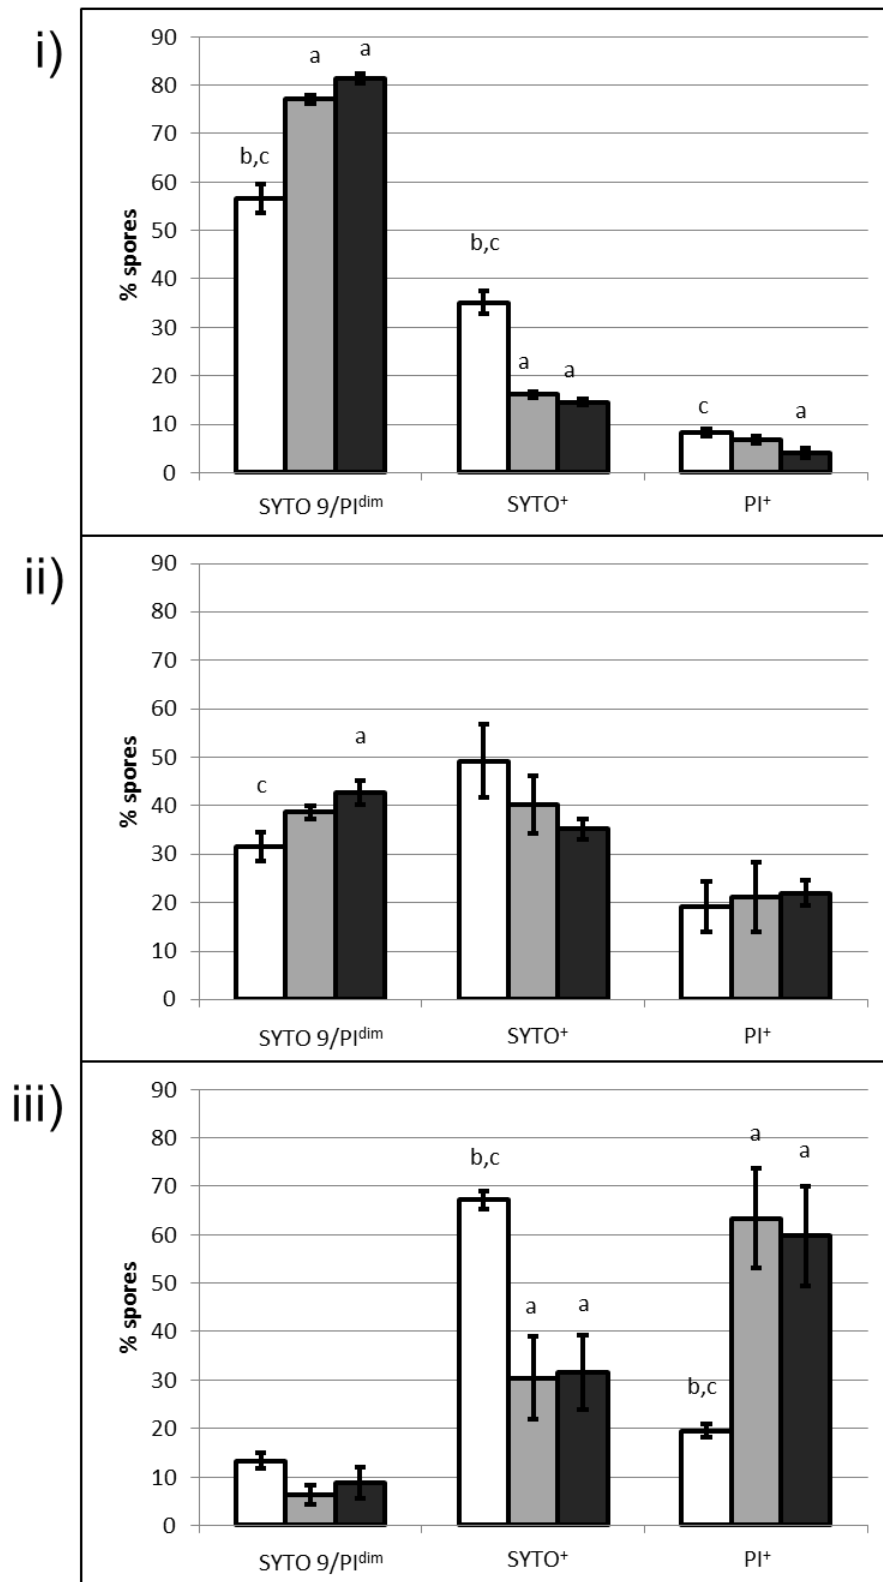 i)
90
80
70
60
50
40
30
20
10
0
% spores
a a
b,c
b,c
a a
c a
SYTO 9/PIdim SYTO+ PI+
ii)
90
80
70
60
50
40
30
20
10
0
% spores
c a
SYTO 9/PIdim SYTO+ PI+
iii)
90
80
70
60
50
40
30
20
10
0
% spores
b,c
a a
b,c
a a
SYTO 9/PIdim SYTO+ PI+